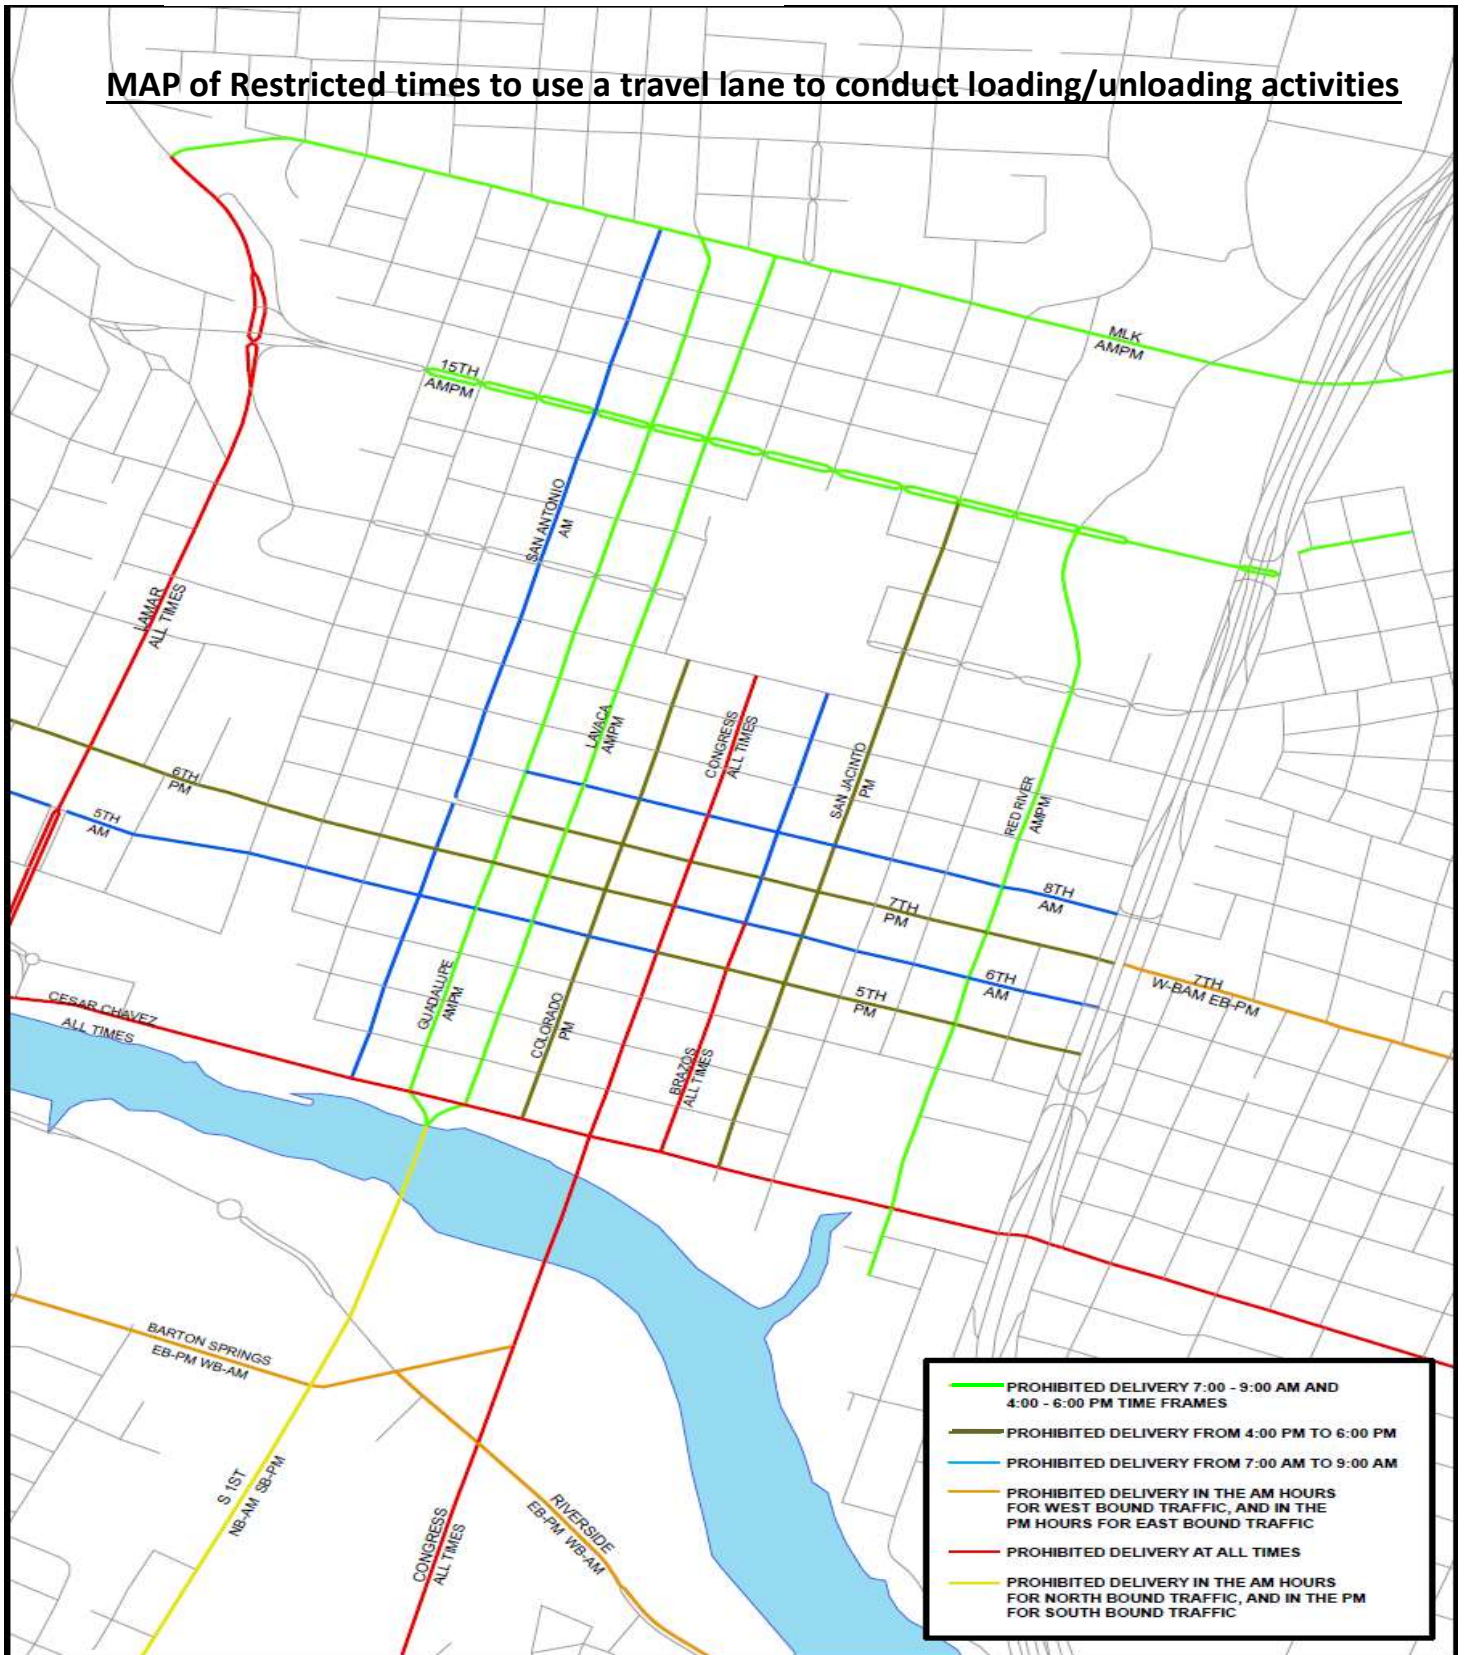 MAP of Restricted times to use a travel lane to conduct loading/unloading activities
MLK
AMPM
15TH
AMPM
SAN ANTONIO
AM
LAMAR
ALL TIMES
LAVACA
AMPM
CONGRESS
ALL TIMES
SAN JACINTO
PM
RED RIVER
AMPM
6TH
PM
5TH
AM
8TH
AM
7TH
PM
6TH
AM
7TH
W-BAM EB-PM
5TH
PM
GUADALUPE
AMPM
COLORADO
PM
BRAZOS
ALL TIMES
CESAR CHAVEZ
ALL TIMES
BARTON SPRINGS
EB-PM WB-AM
S 1ST
NB-AM SB-PM
CONGRESS
ALL TIMES
RIVERSIDE
EB-PM WB-AM
PROHIBITED DELIVERY 7:00 - 9:00 AM AND
4:00 - 6:00 PM TIME FRAMES
PROHIBITED DELIVERY FROM 4:00 PM TO 6:00 PM
PROHIBITED DELIVERY FROM 7:00 AM TO 9:00 AM
PROHIBITED DELIVERY IN THE AM HOURS
FOR WEST BOUND TRAFFIC, AND IN THE
PM HOURS FOR EAST BOUND TRAFFIC
PROHIBITED DELIVERY AT ALL TIMES
PROHIBITED DELIVERY IN THE AM HOURS
FOR NORTH BOUND TRAFFIC, AND IN THE PM
FOR SOUTH BOUND TRAFFIC